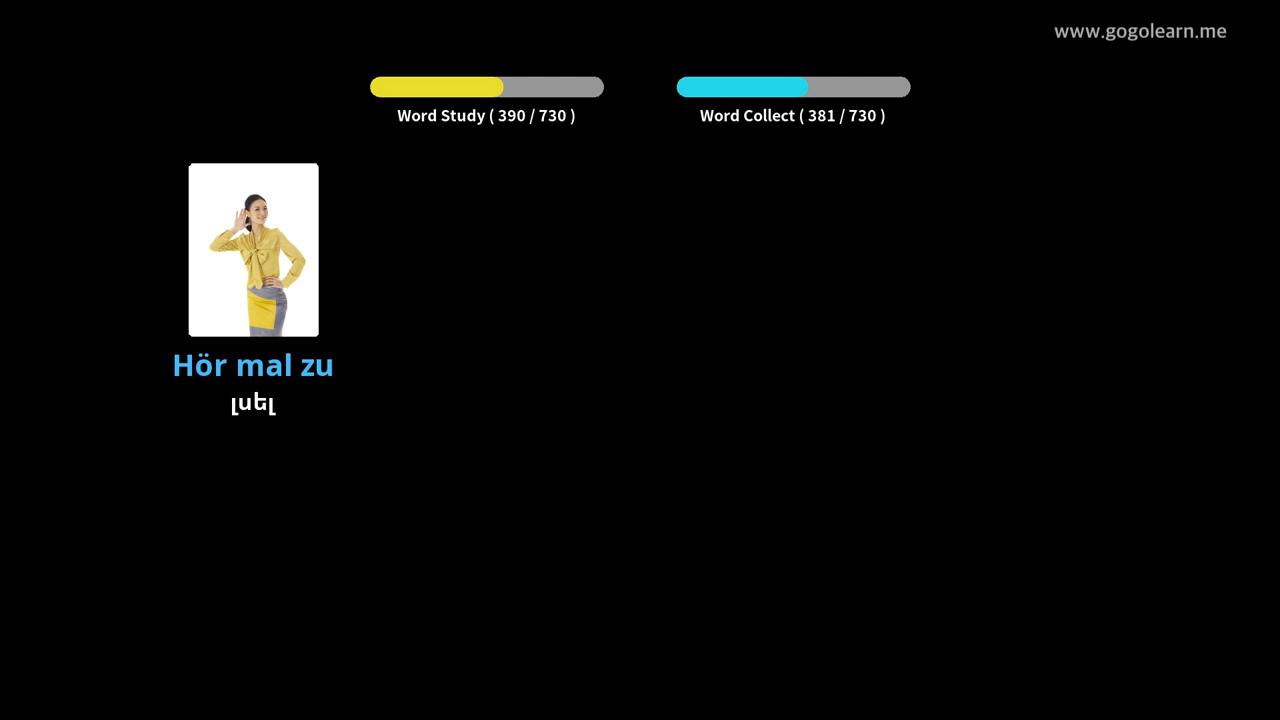 www.gogolearn.me
Word Study ( 390 / 730 )
Word Collect ( 381 / 730 )
Hör mal zu
լսել